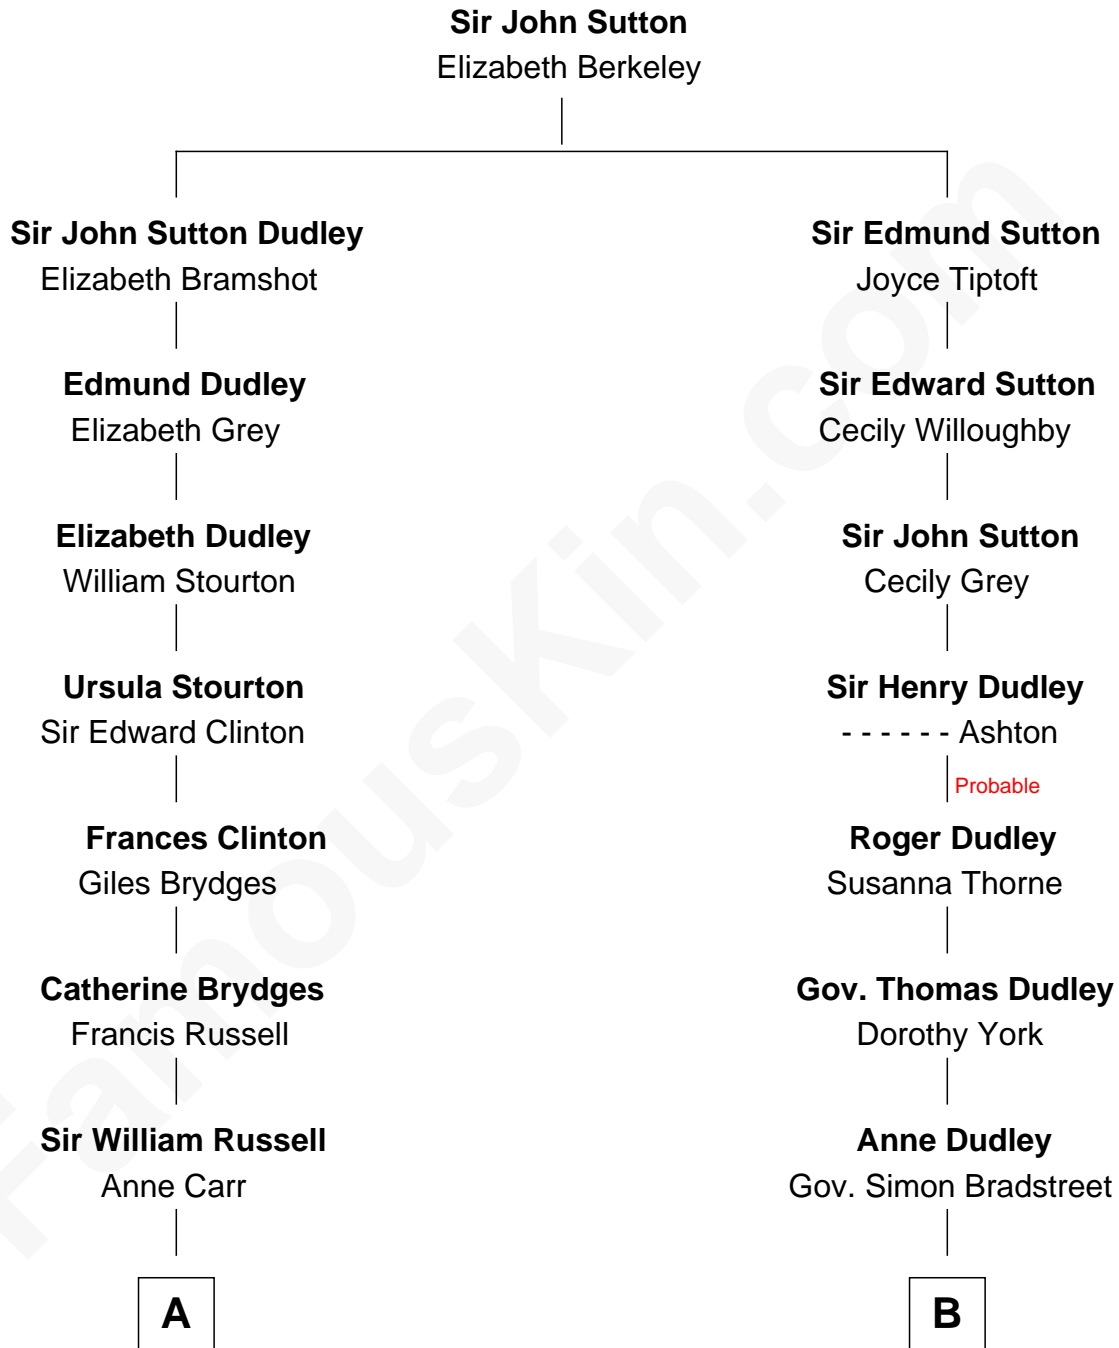 Sir John Sutton
Elizabeth Berkeley
Sir John Sutton Dudley
Elizabeth Bramshot
Edmund Dudley
Elizabeth Grey
Elizabeth Dudley
William Stourton
Ursula Stourton
Sir Edward Clinton
Frances Clinton
Giles Brydges
Catherine Brydges
Francis Russell
Sir William Russell
Anne Carr
A
Sir Edmund Sutton
Joyce Tiptoft
Sir Edward Sutton
Cecily Willoughby
Sir John Sutton
Cecily Grey
Sir Henry Dudley
- - - - - - Ashton
Probable
Roger Dudley
Susanna Thorne
Gov. Thomas Dudley
Dorothy York
Anne Dudley
Gov. Simon Bradstreet
B
FamousKin.com